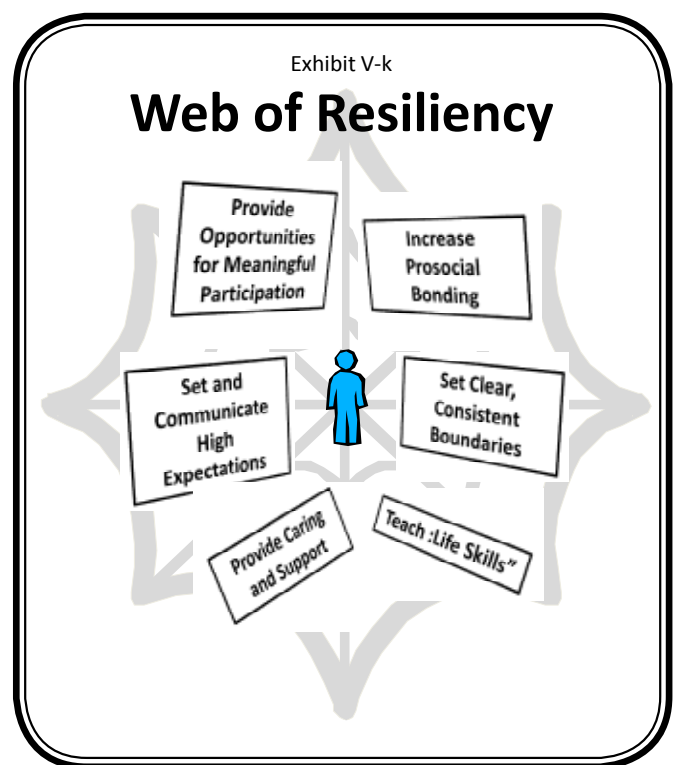 Exhibit V-k
Web of Resiliency
Provide
Opportunities
for Meaningful
Participation
Increase
Prosocial
Bonding
Set and
Communicate
High
Expectations
Set Clear,
Consistent
Boundaries
Provide Caring
and Support
Teach :Life Skills”